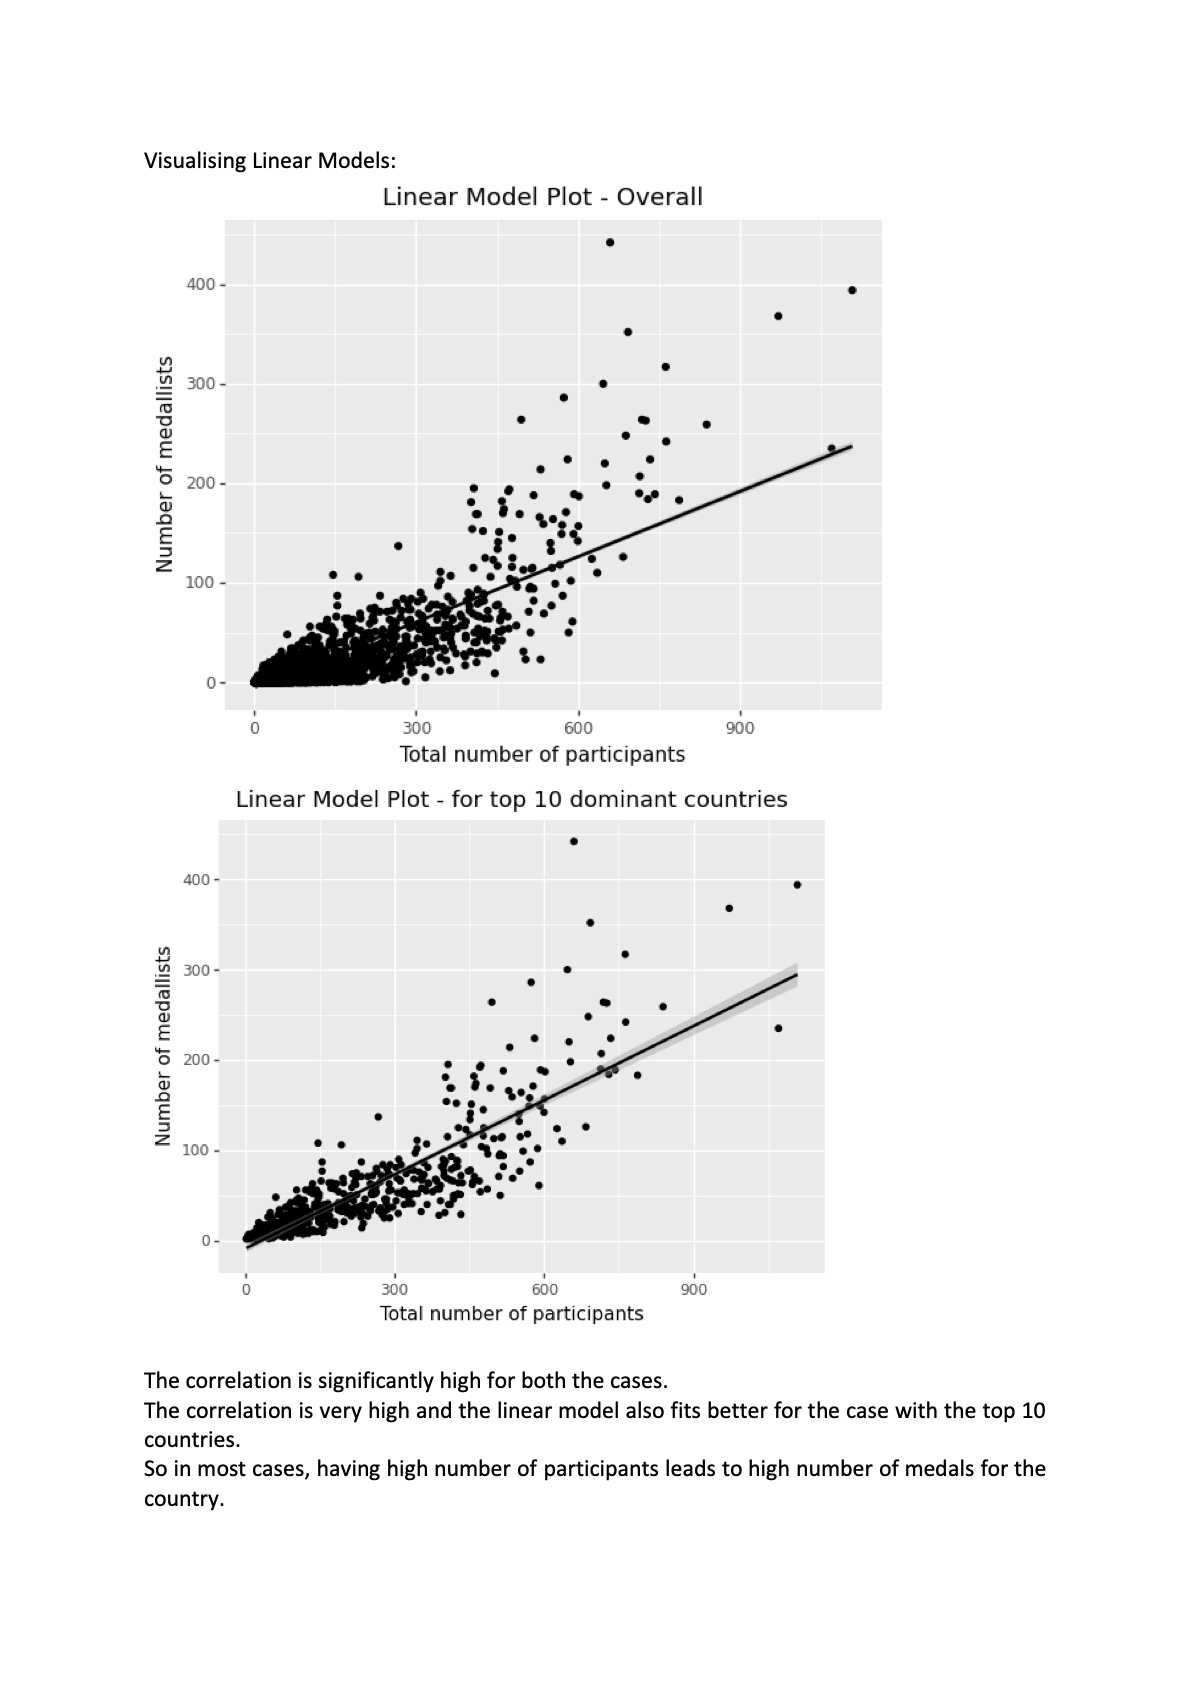 Visualising Linear Models:
Linear Model Plot - Overall
400
300
200
100
0
Number of medallists
0 300 600 900
Total number of participants
Linear Model Plot - for top 10 dominant countries
400
300
200
100
0
Number of medallists
0 300 600 900
Total number of participants
The correlation is significantly high for both the cases.
The correlation is very high and the linear model also fits better for the case with the top 10
countries.
So in most cases, having high number of participants leads to high number of medals for the
country.